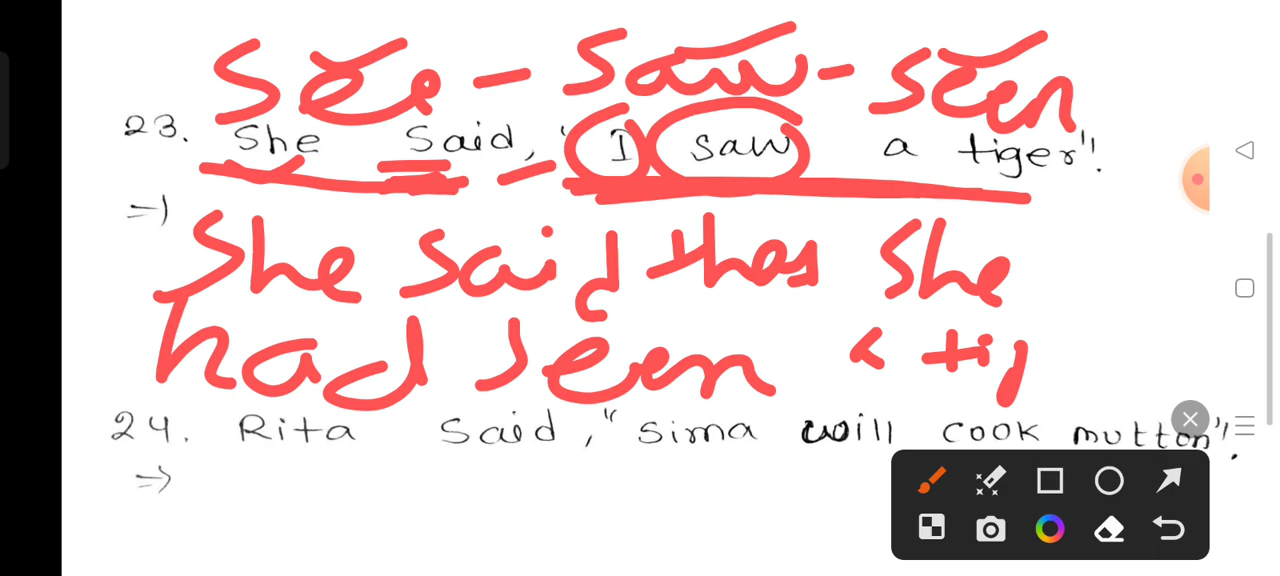 see - saw - seen
23. She Said, "I saw a tiger".
=) She said that she
had seen a tig
24. Rita said, "Sima will cook mutton".
=)